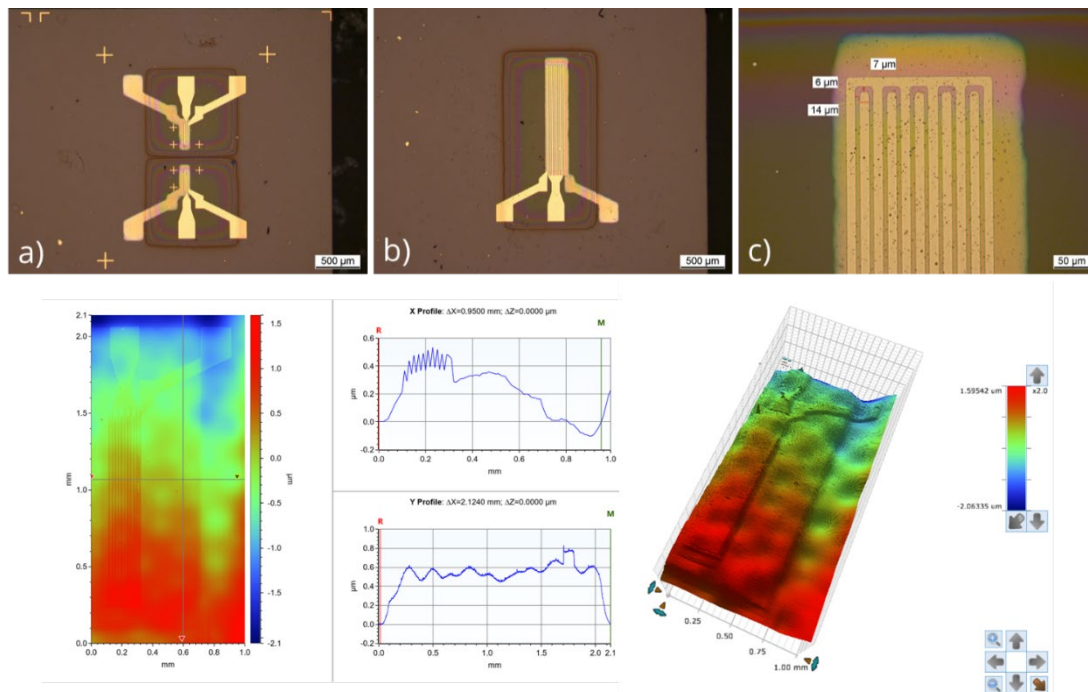 a)
500 µm
b)
500 µm
7 µm
6 µm
14 µm
c)
50 µm
2.1
2.0
1.5
1.0
0.5
0.0
mm
0.0 0.2 0.4 0.6 0.8 1.0
mm
1.5
1.0
0.5
0.0
-0.5
-1.0
-1.5
-2.1
µm
X Profile: ΔX=0.9500 mm; ΔZ=0.0000 µm
R
M
0.6
0.4
0.2
0.0
-0.2
µm
0.0 0.2 0.4 0.6 0.8 1.0
mm
Y Profile: ΔX=2.1240 mm; ΔZ=0.0000 µm
R
M
1.0
0.8
0.6
0.4
0.2
0.0
µm
0.0 0.5 1.0 1.5 2.0 2.1
mm
0.25
0.50
0.75
1.00 mm
1.59542 um
x2.0
-2.06335 um